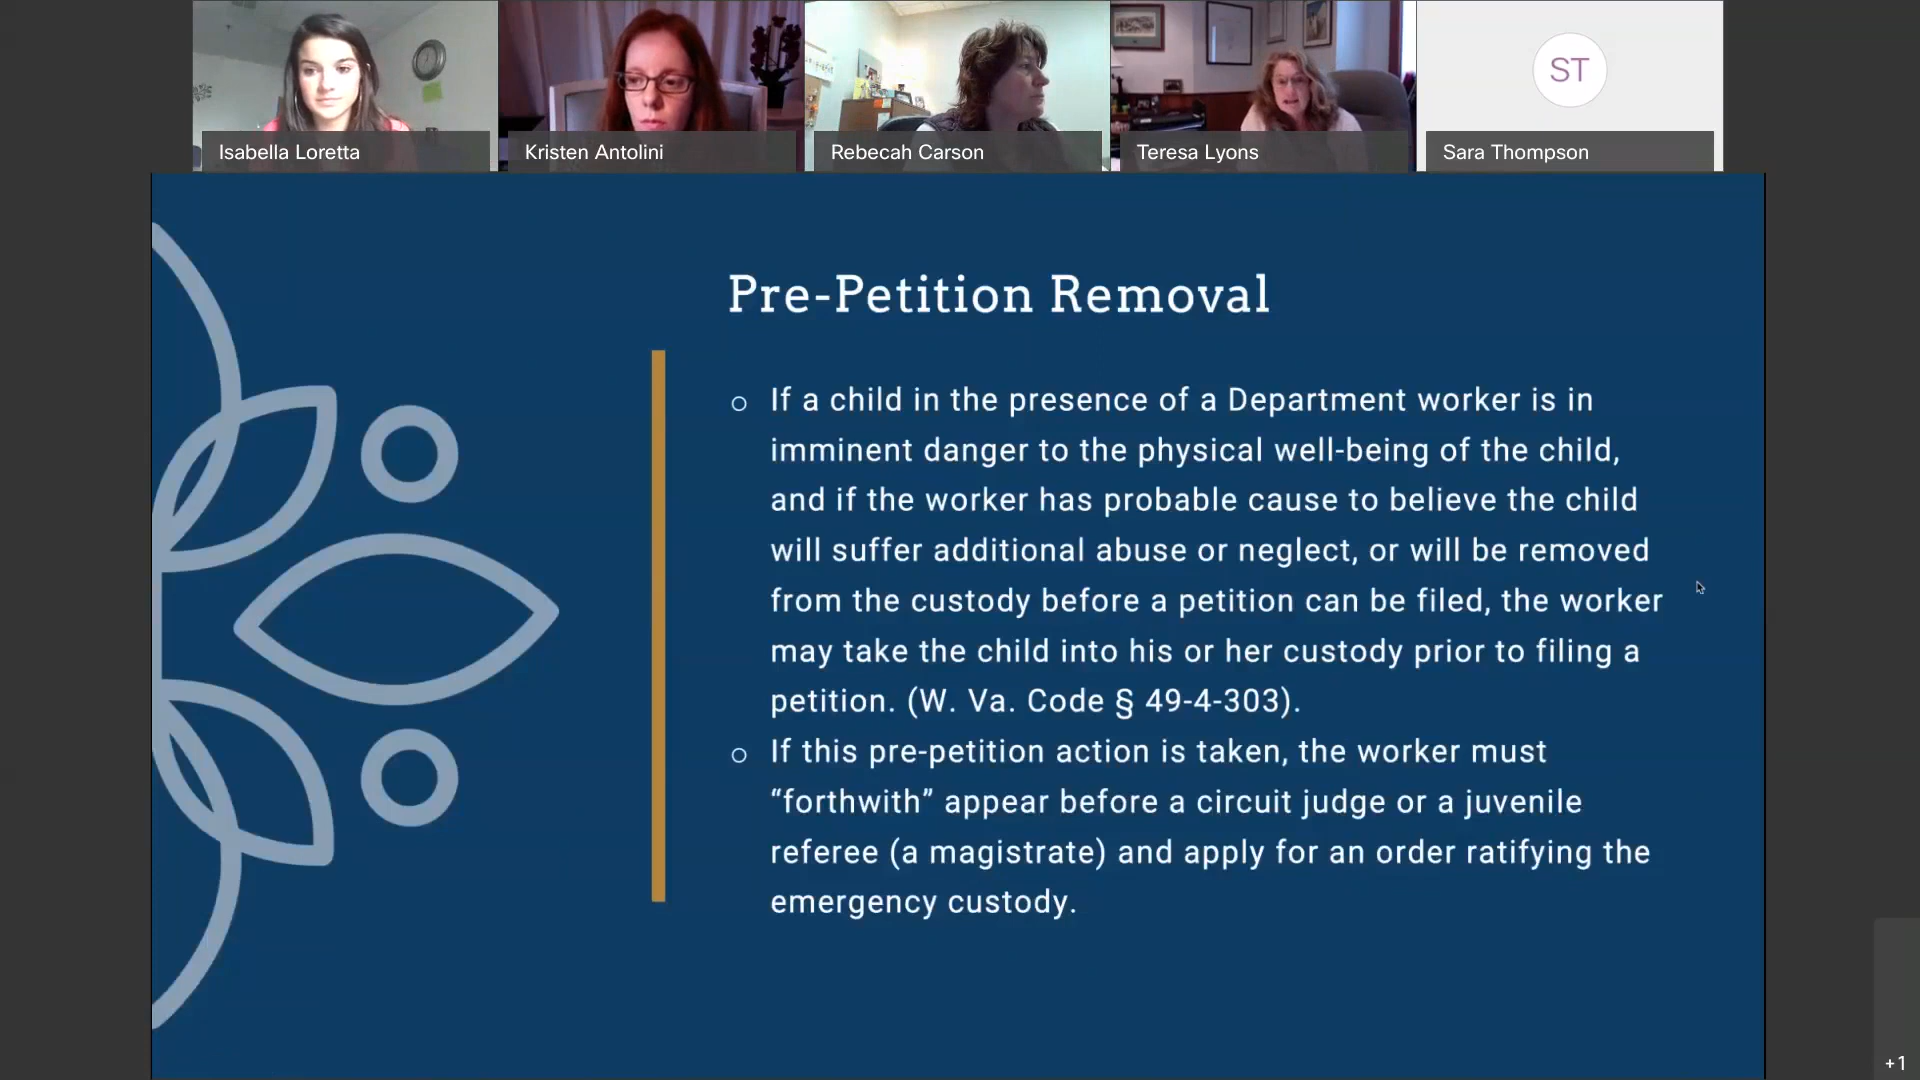 Isabella Loretta
Kristen Antolini
Rebecah Carson
Teresa Lyons
ST
Sara Thompson
Pre-Petition Removal
If a child in the presence of a Department worker is in
imminent danger to the physical well-being of the child,
and if the worker has probable cause to believe the child
will suffer additional abuse or neglect, or will be removed
from the custody before a petition can be filed, the worker
may take the child into his or her custody prior to filing a
petition. (W. Va. Code § 49-4-303).
If this pre-petition action is taken, the worker must
“forthwith” appear before a circuit judge or a juvenile
referee (a magistrate) and apply for an order ratifying the
emergency custody.
+1